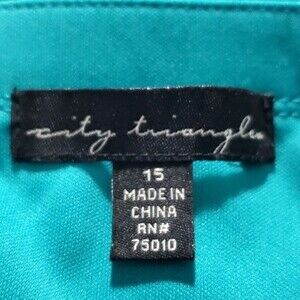 city triangles
15
MADE IN
CHINA
RN#
75010